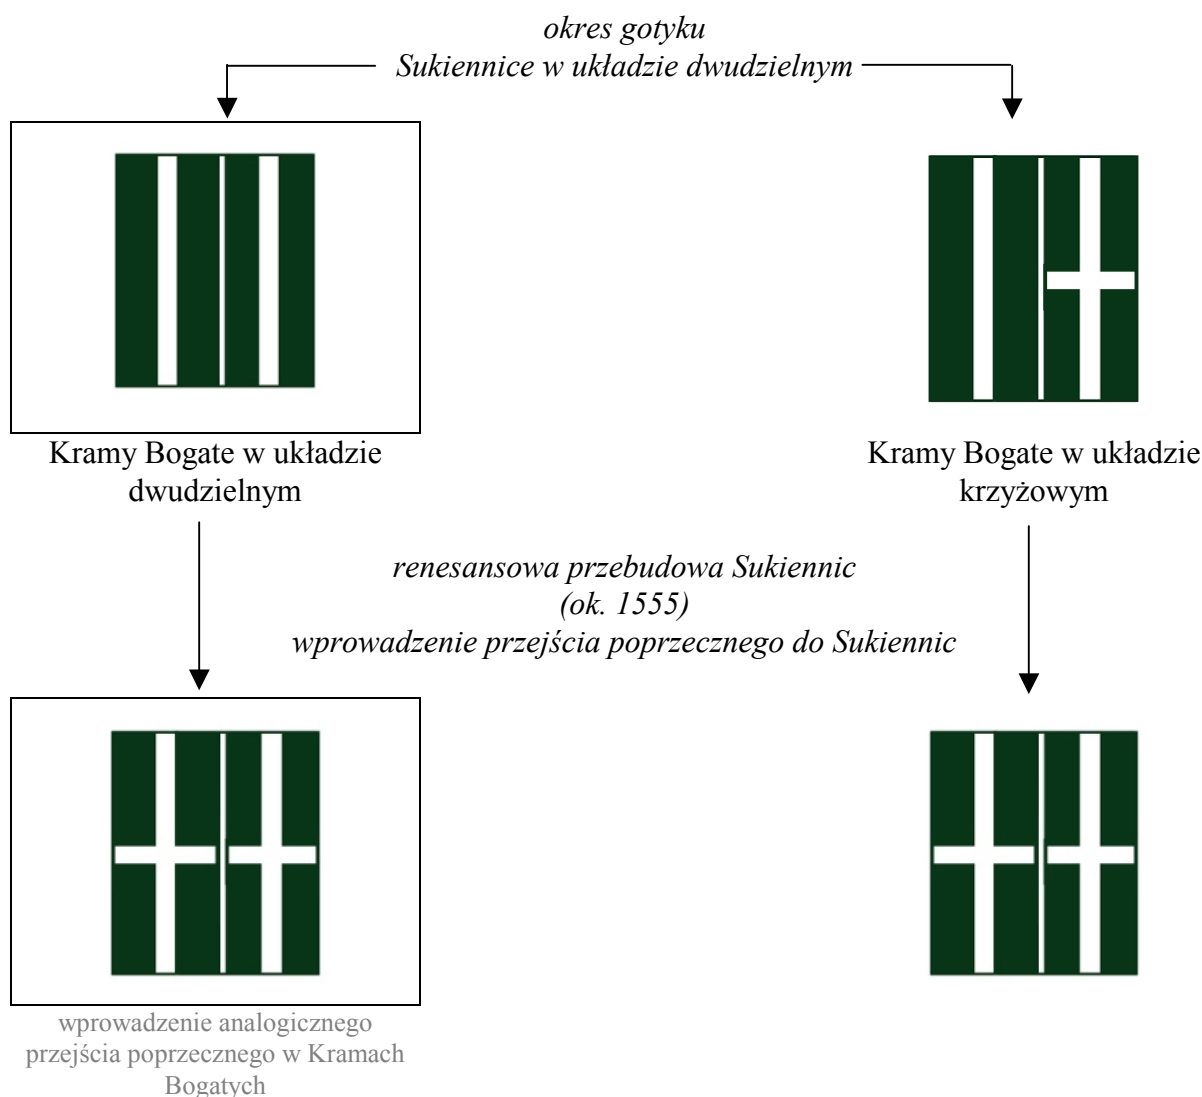 okres gotyku
Sukiennice w układzie dwudzielnym
Kramy Bogate w układzie
dwudzielnym
Kramy Bogate w układzie
krzyżowym
renesansowa przebudowa Sukiennic
(ok. 1555)
wprowadzenie przejścia poprzecznego do Sukiennic
wprowadzenie analogicznego
przejścia poprzecznego w Kramach
Bogatych